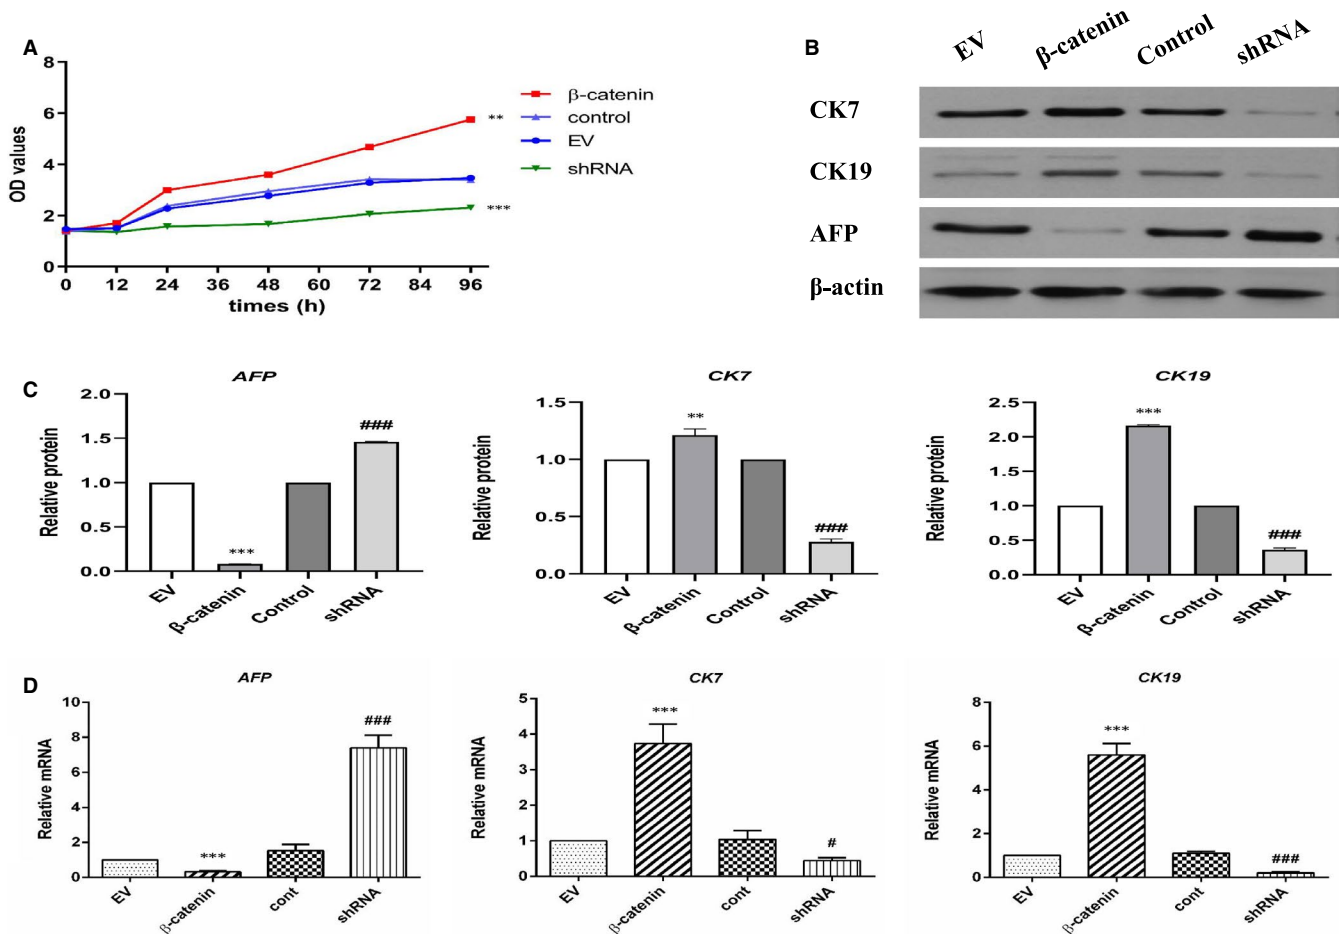 A
8
6
4
2
0
OD values
0 12 24 36 48 60 72 84 96
times (h)
**
***
β-catenin
control
EV
shRNA
B
EV β-catenin Control shRNA
CK7
CK19
AFP
β-actin
C
AFP
Relative protein
2.0
1.5
1.0
0.5
0.0
***
###
EV β-catenin Control shRNA
CK7
Relative protein
1.5
1.0
0.5
0.0
**
###
EV β-catenin Control shRNA
CK19
Relative protein
2.5
2.0
1.5
1.0
0.5
0.0
***
###
EV β-catenin Control shRNA
D
AFP
Relative mRNA
10
8
6
4
2
0
***
###
EV β-catenin cont shRNA
CK7
Relative mRNA
5
4
3
2
1
0
***
#
EV β-catenin cont shRNA
CK19
Relative mRNA
8
6
4
2
0
***
###
EV β-catenin cont shRNA